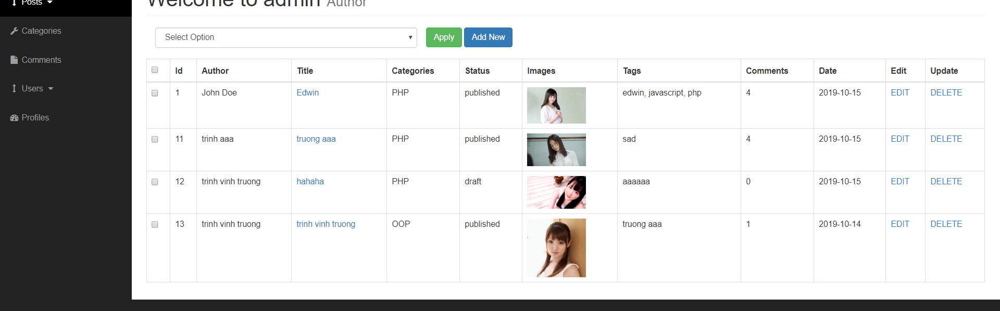 Posts
Welcome to admin Author
Categories
Comments
Users
Profiles
Select Option Apply Add New
Id Author Title Categories Status Images Tags Comments Date Edit Update
1 John Doe Edwin PHP published edwin, javascript, php 4 2019-10-15 EDIT DELETE
11 trinh aaa truong aaa PHP published sad 4 2019-10-15 EDIT DELETE
12 trinh vinh truong hahaha PHP draft aaaaaa 0 2019-10-15 EDIT DELETE
13 trinh vinh truong trinh vinh truong OOP published truong aaa 1 2019-10-14 EDIT DELETE